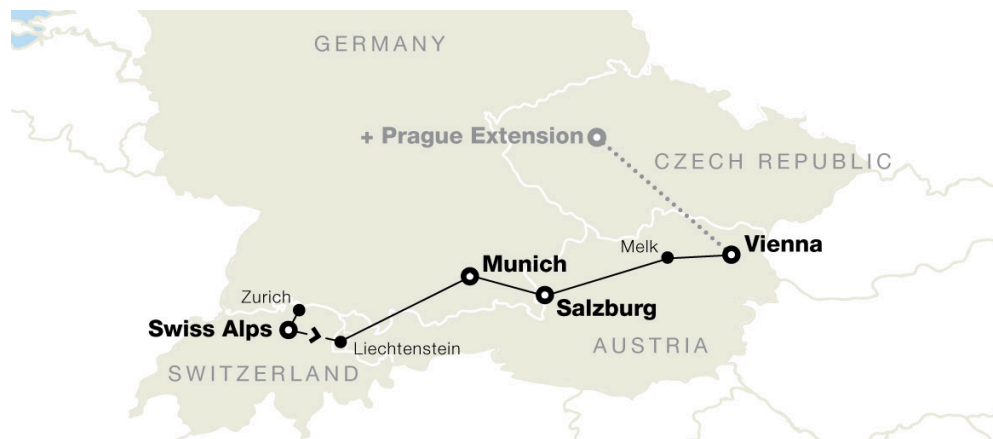 GERMANY
+ Prague Extension
CZECH REPUBLIC
Melk
Vienna
Munich
Salzburg
Zurich
Swiss Alps
Liechtenstein
AUSTRIA
SWITZERLAND